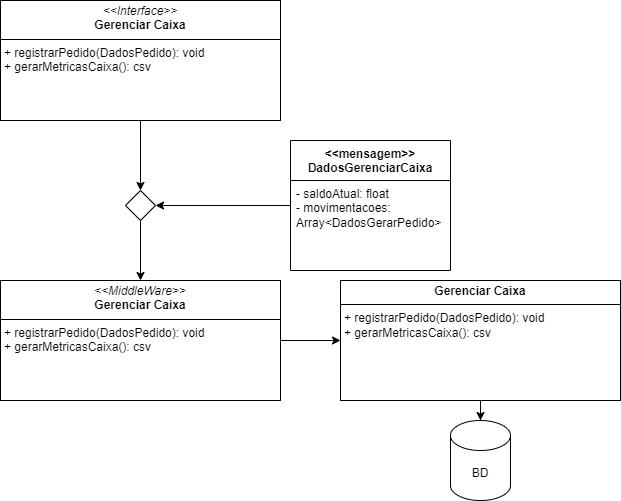 <<Interface>>
Gerenciar Caixa
+ registrarPedido(DadosPedido): void
+ gerarMetricasCaixa(): csv
<<mensagem>>
DadosGerenciarCaixa
- saldoAtual: float
- movimentacoes:
Array<DadosGerarPedido>
<<MiddleWare>>
Gerenciar Caixa
+ registrarPedido(DadosPedido): void
+ gerarMetricasCaixa(): csv
Gerenciar Caixa
+ registrarPedido(DadosPedido): void
+ gerarMetricasCaixa(): csv
BD